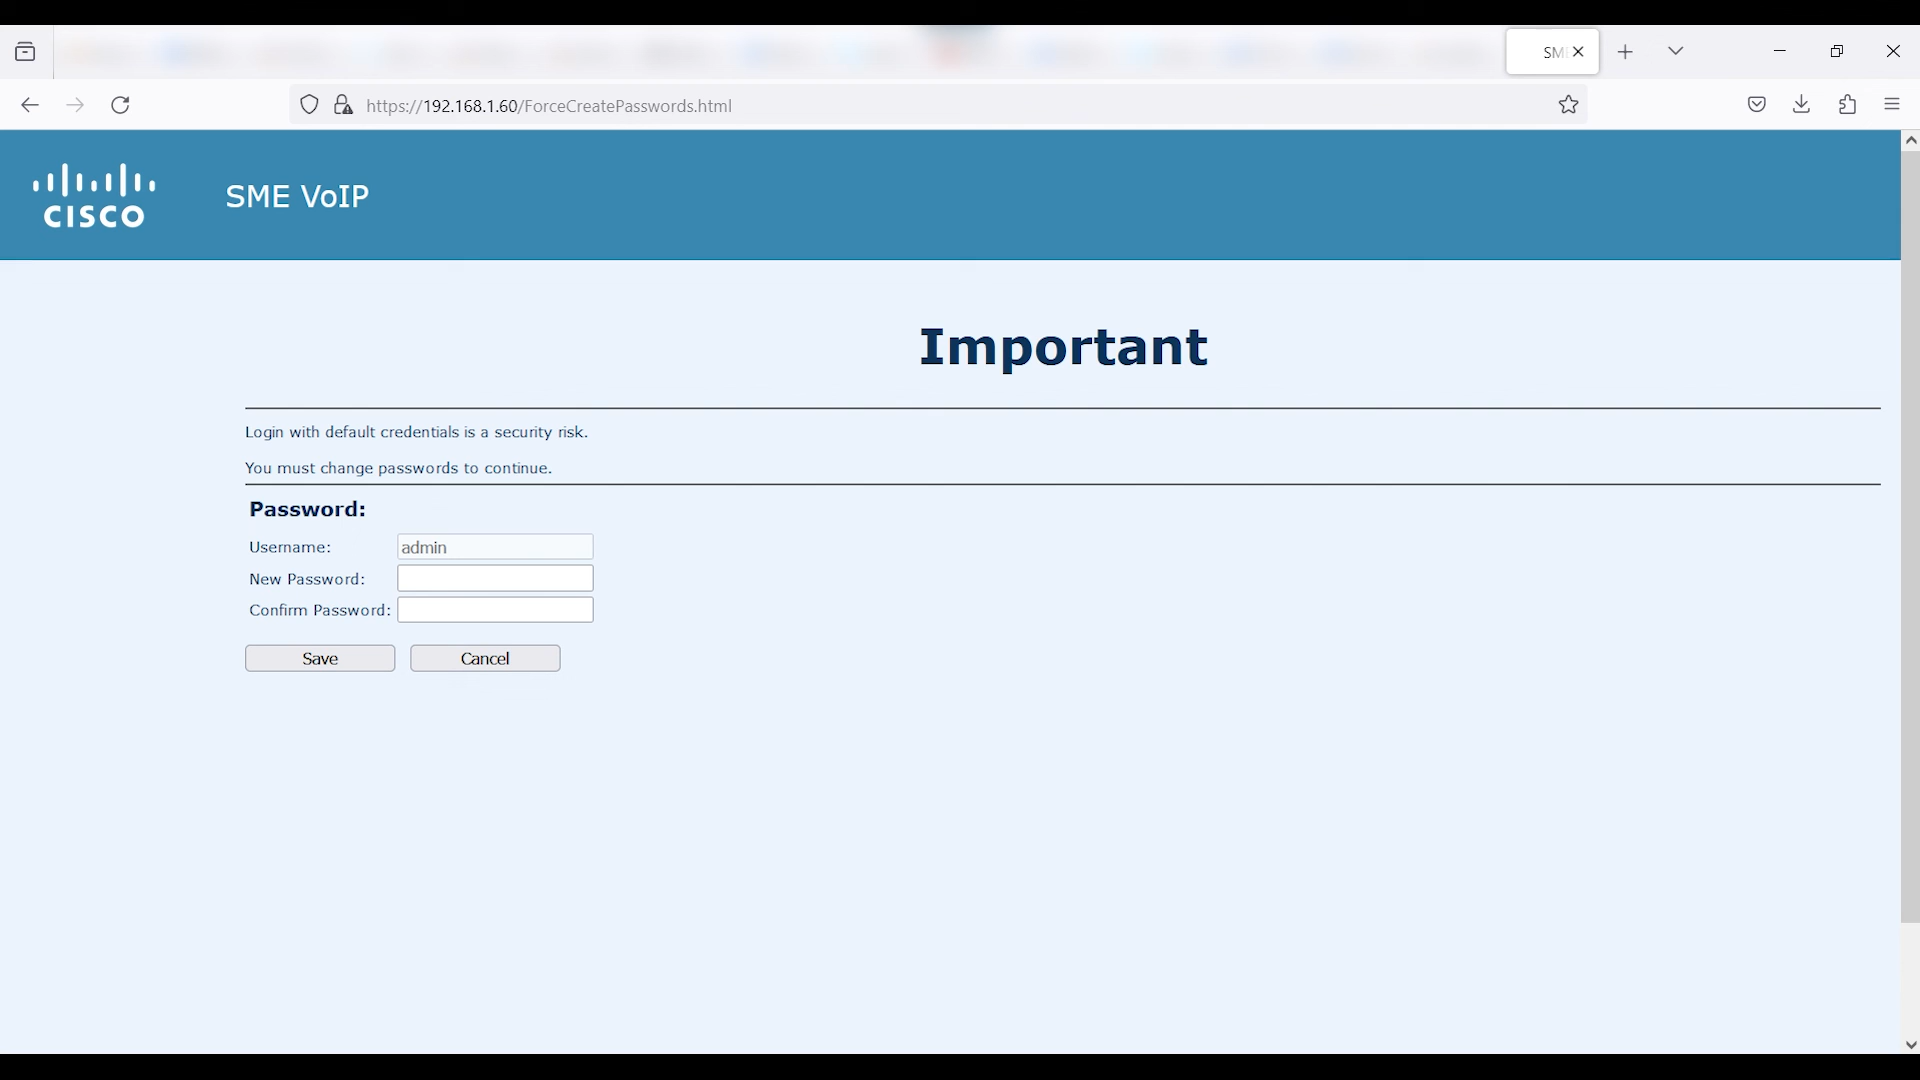 SM
https://192.168.1.60/ForceCreatePasswords.html
CISCO
SME VoIP
Important
Login with default credentials is a security risk.
You must change passwords to continue.
Password:
Username: admin
New Password:
Confirm Password:
Save Cancel